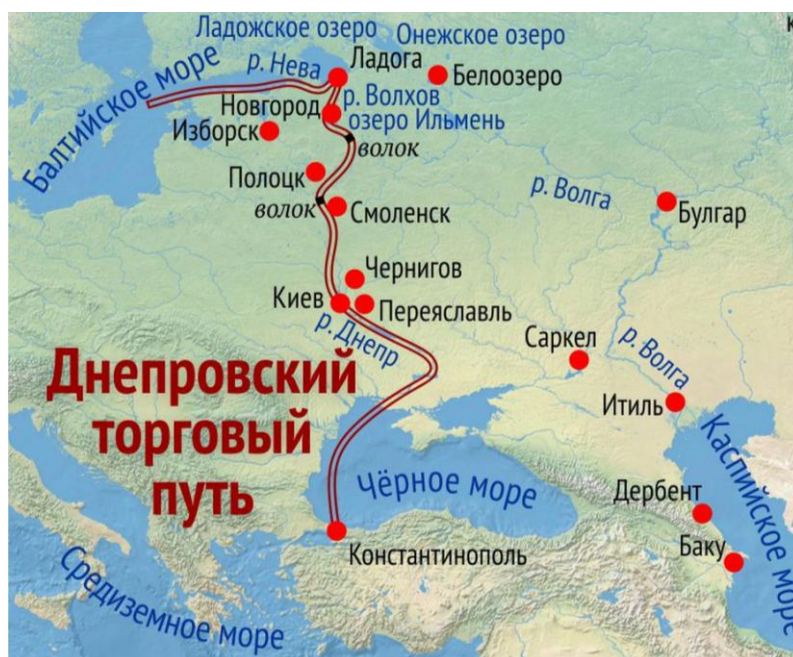 Ладожское озеро
Онежское озеро
Балтийское море
р. Нева
Ладога
Белоозеро
Новгород
р. Волхов
озеро Ильмень
Изборск
волок
Полоцк
волок
Смоленск
р. Волга
Булгар
Чернигов
Киев
Переяславль
р. Днепр
Саркел
р. Волга
Итиль
Днепровский
торговый
путь
Чёрное море
Каспийское море
Дербент
Баку
Константинополь
Средиземное море